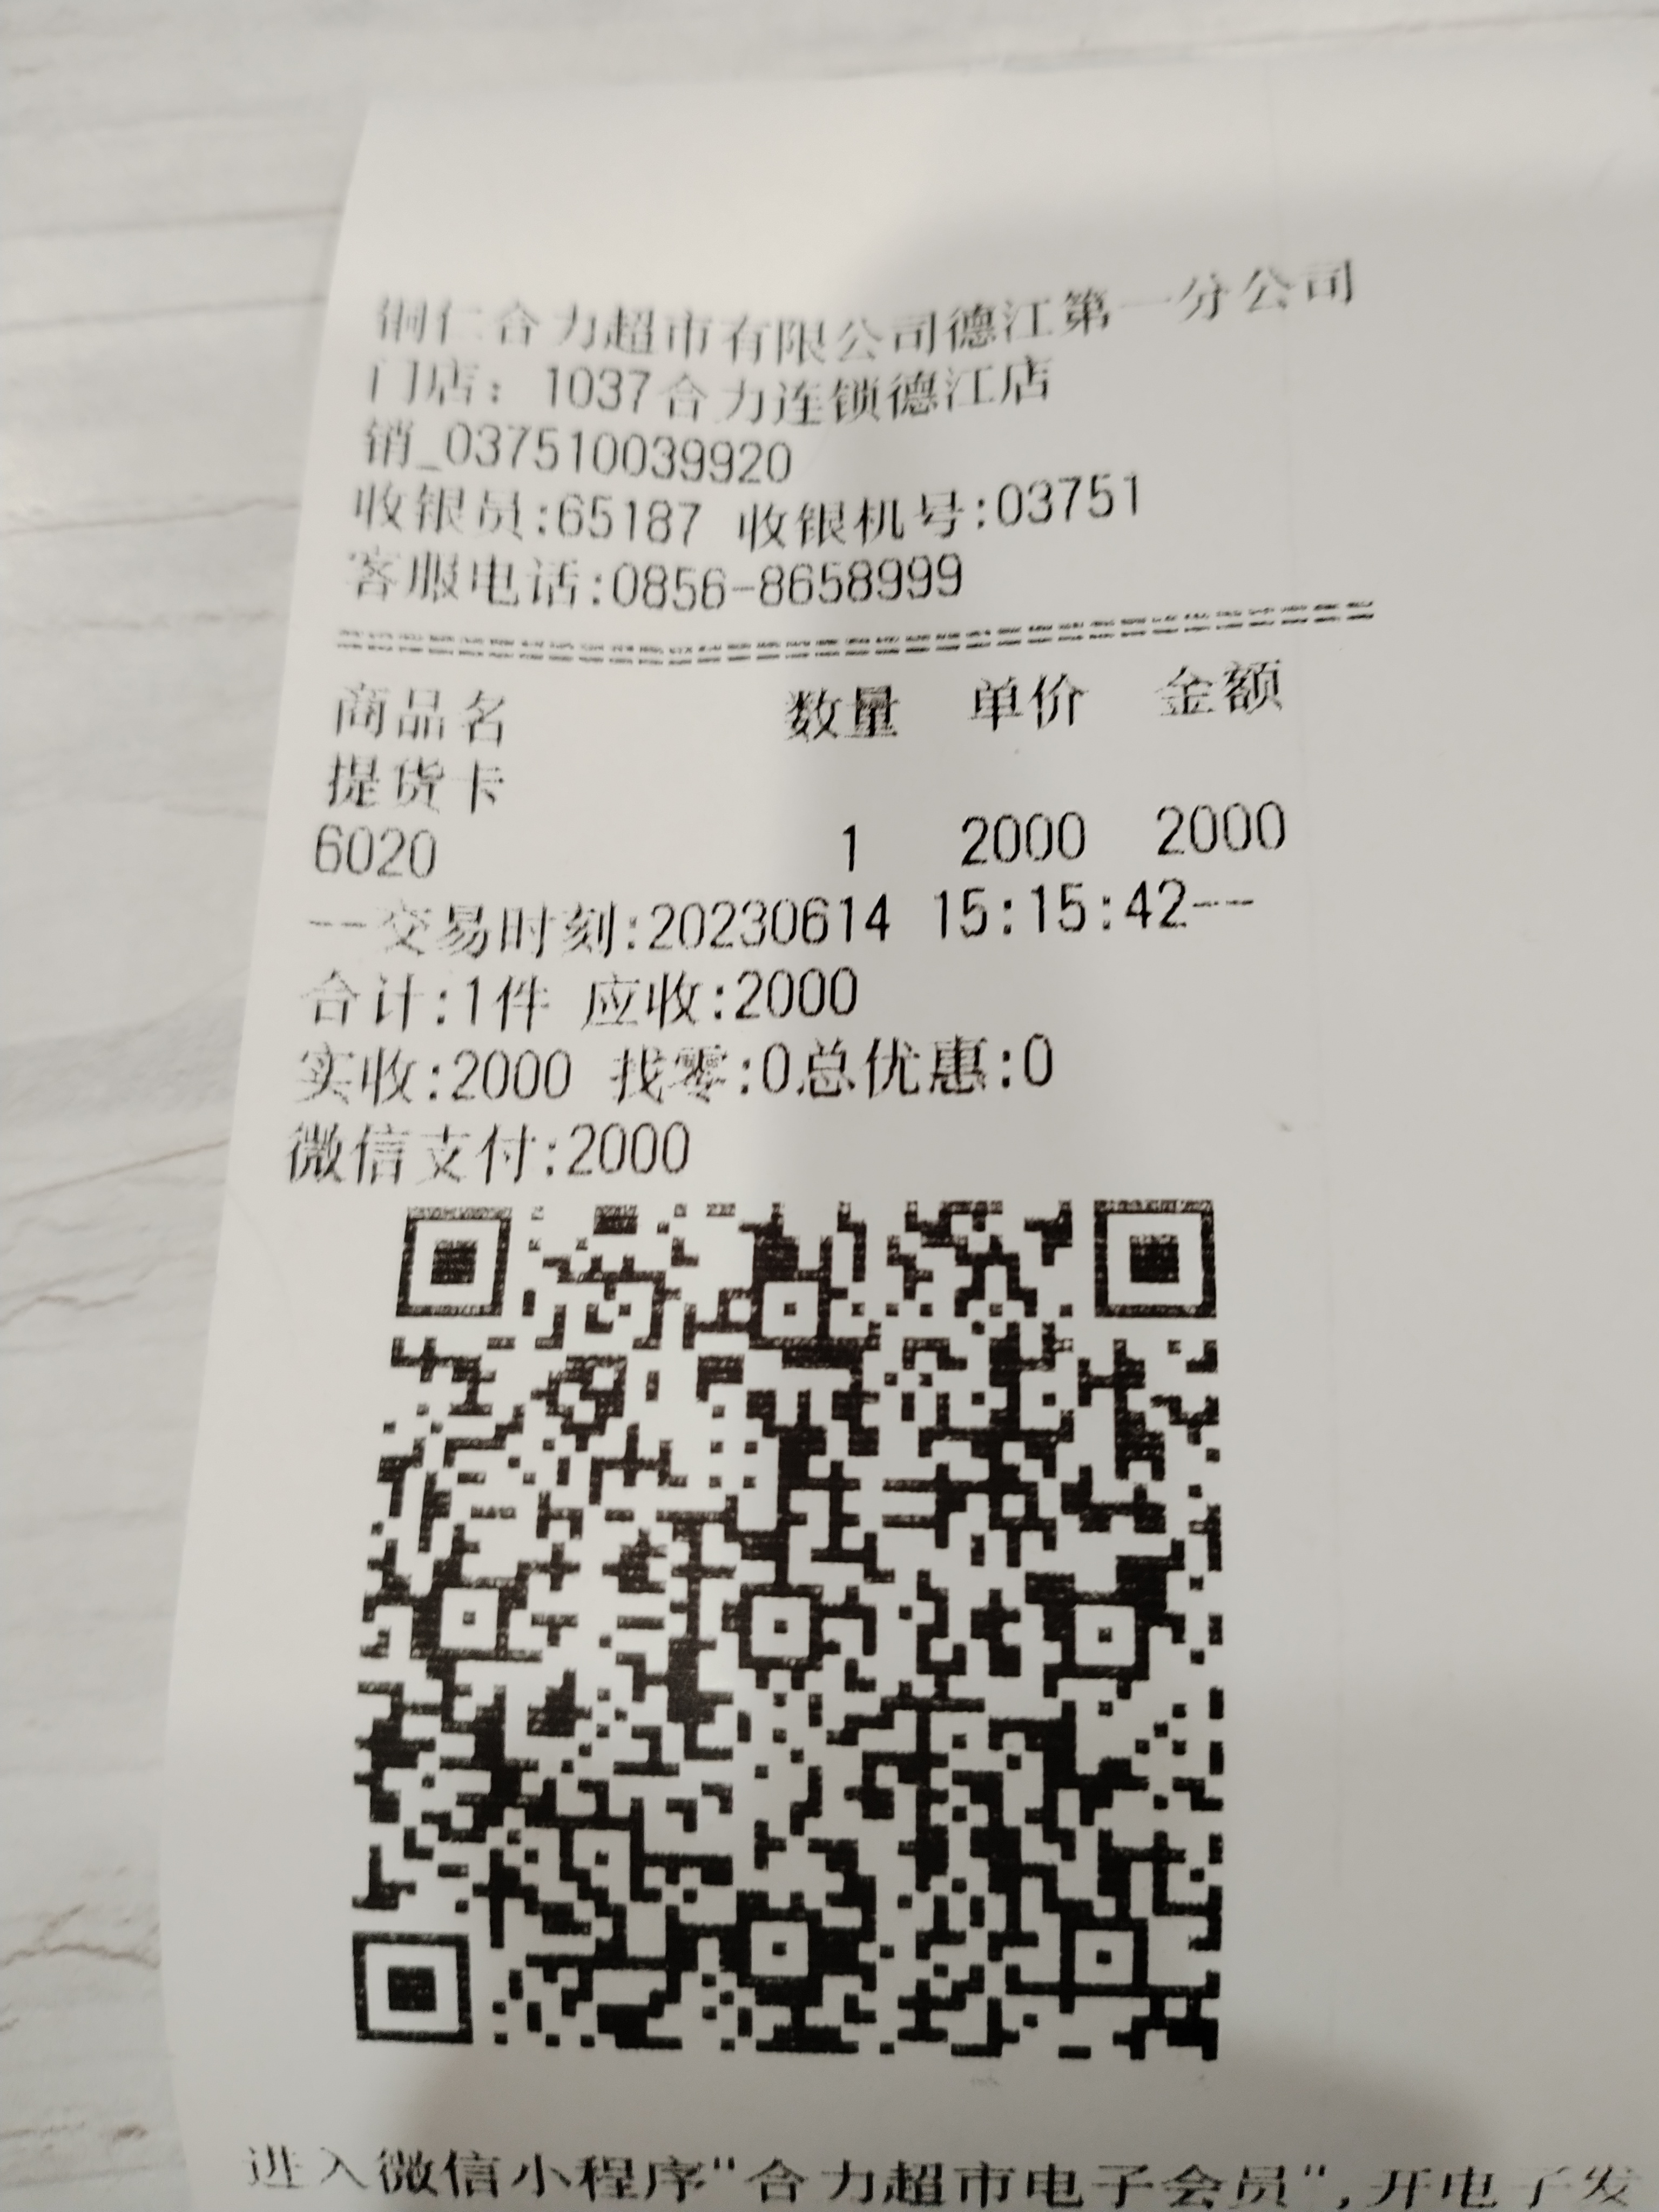 铜仁合力超市有限公司德江第一分公司
门店：1037合力连锁德江店
销_037510039920
收银员:65187 收银机号:03751
客服电话:0856-8658999
商品名 数量 单价 金额
提货卡
6020 1 2000 2000
--交易时刻:20230614 15:15:42--
合计:1件 应收:2000
实收:2000 找零:0总优惠:0
微信支付:2000
进入微信小程序"合力超市电子会员",开电子发